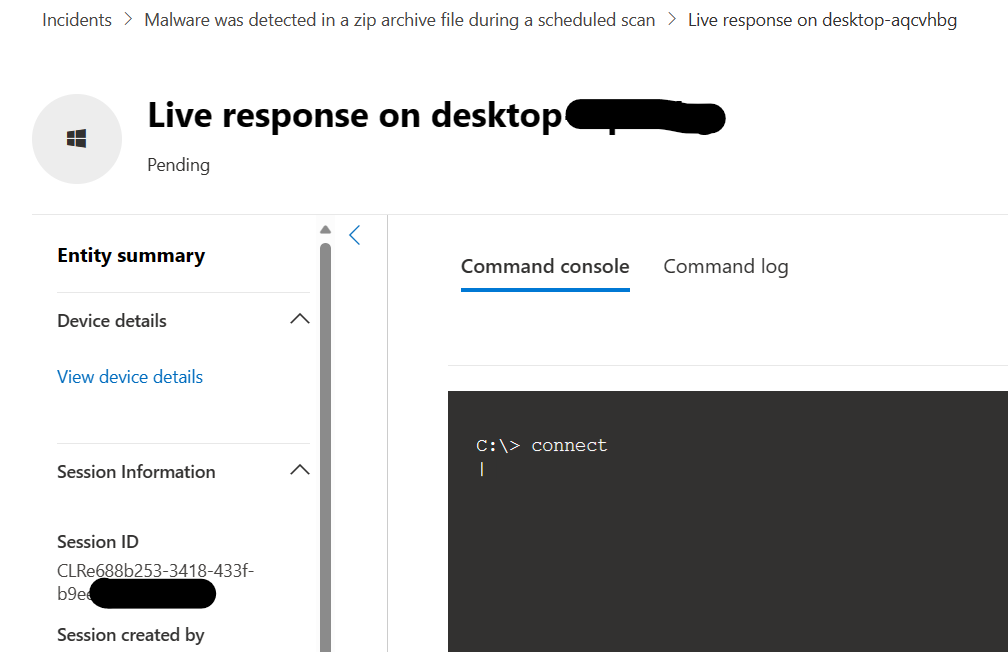 Incidents > Malware was detected in a zip archive file during a scheduled scan > Live response on desktop-aqcvhbg
Live response on desktop
Pending
Entity summary
Device details
View device details
Session Information
Session ID
CLRe688b253-3418-433f-
b9e
Session created by
Command console Command log
C:\> connect